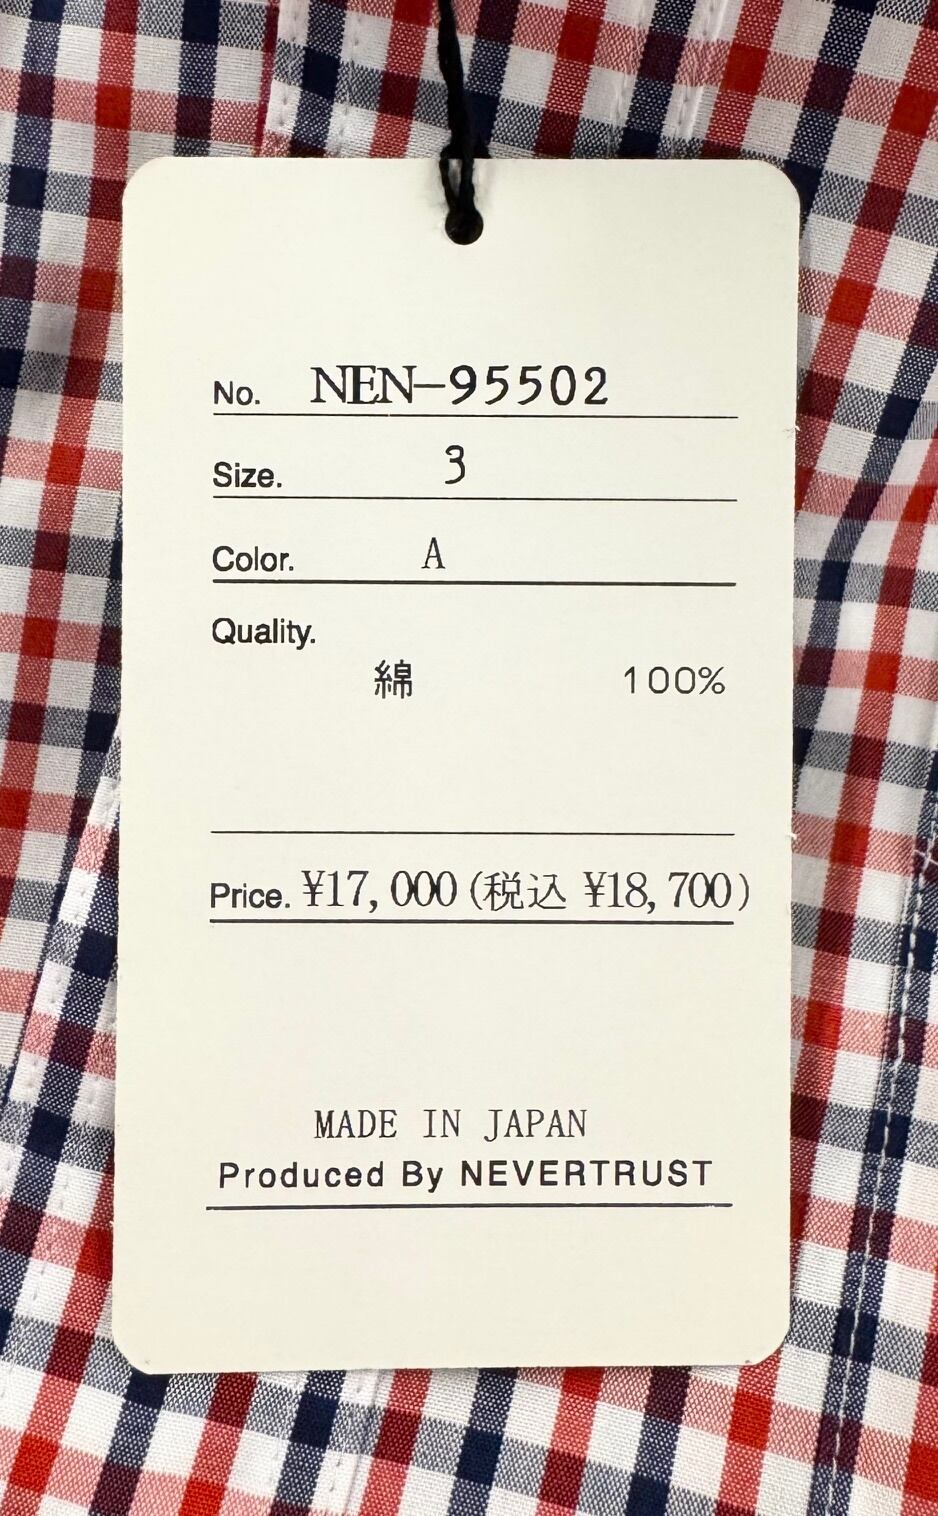 No. NEN-95502
Size. 3
Color. A
Quality.
綿 100%
Price. ¥17,000 (税込 ¥18,700)
MADE IN JAPAN
Produced By NEVERTRUST